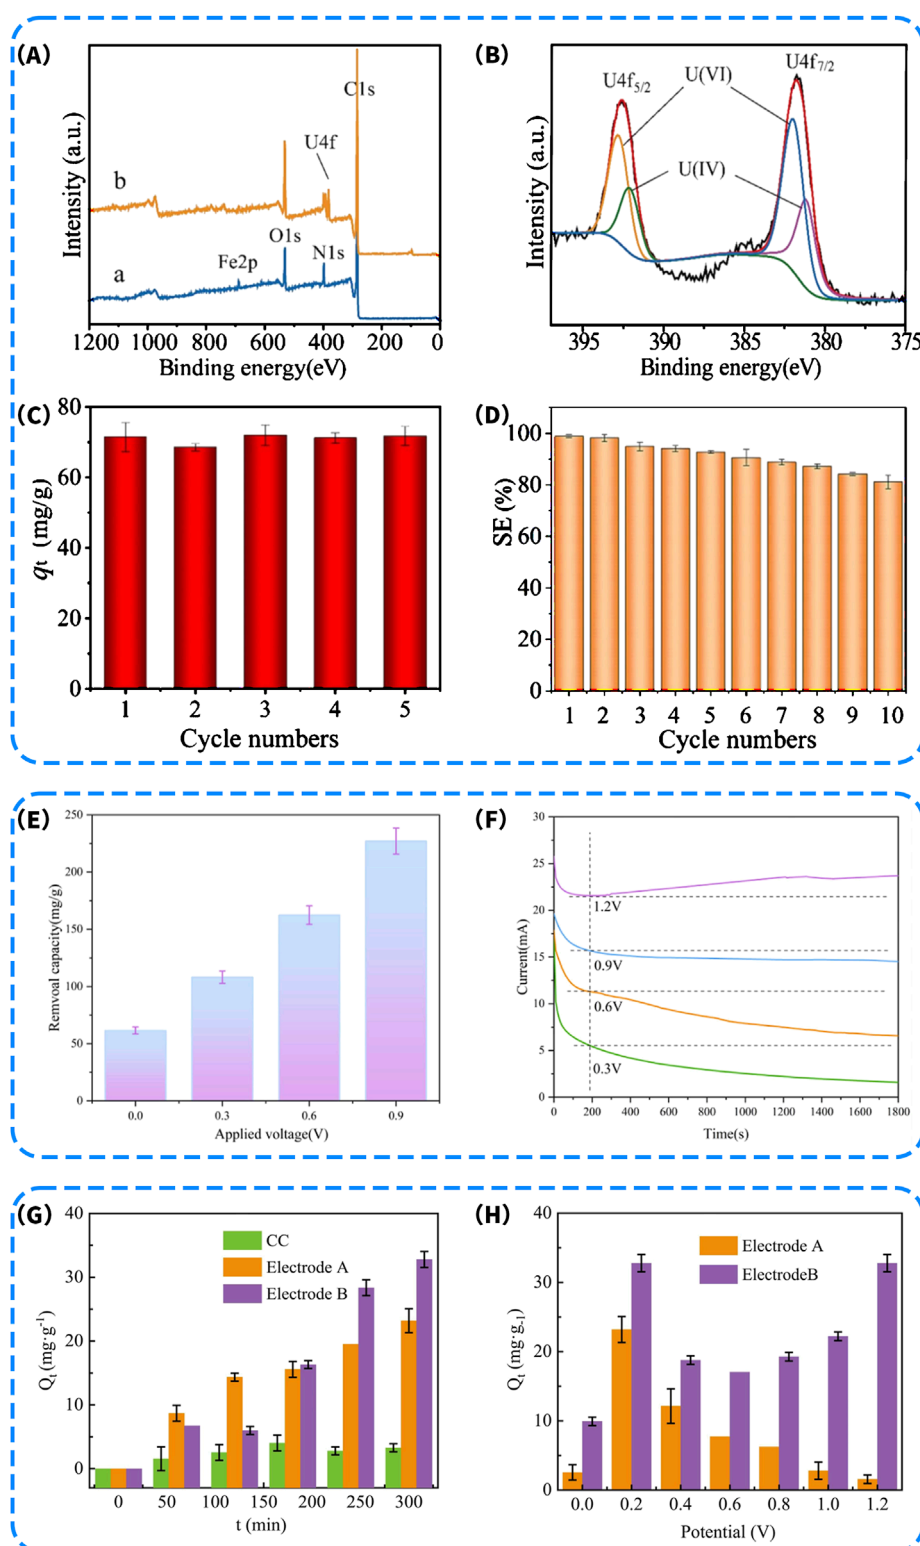 (A)
Intensity (a.u.)
C1s
U4f
b
O1s
N1s
Fe2p
a
1200 1000 800 600 400 200 0
Binding energy(eV)
(B)
Intensity (a.u.)
U4f5/2
U(VI)
U4f7/2
U(IV)
395 390 385 380 375
Binding energy(eV)
(C)
80
60
40
20
0
qt (mg/g)
1 2 3 4 5
Cycle numbers
(D)
100
80
60
40
20
0
SE (%)
1 2 3 4 5 6 7 8 9 10
Cycle numbers
(E)
250
200
150
100
50
0
Remvoal capacity(mg/g)
0.0 0.3 0.6 0.9
Applied voltage(V)
(F)
30
25
20
15
10
5
0
Current(mA)
1.2V
0.9V
0.6V
0.3V
0 200 400 600 800 1000 1200 1400 1600 1800
Time(s)
(G)
40
30
20
10
0
Qt (mg·g-1)
CC
Electrode A
Electrode B
0 50 100 150 200 250 300
t (min)
(H)
40
30
20
10
0
Qt (mg·g-1)
Electrode A
ElectrodeB
0.0 0.2 0.4 0.6 0.8 1.0 1.2
Potential (V)